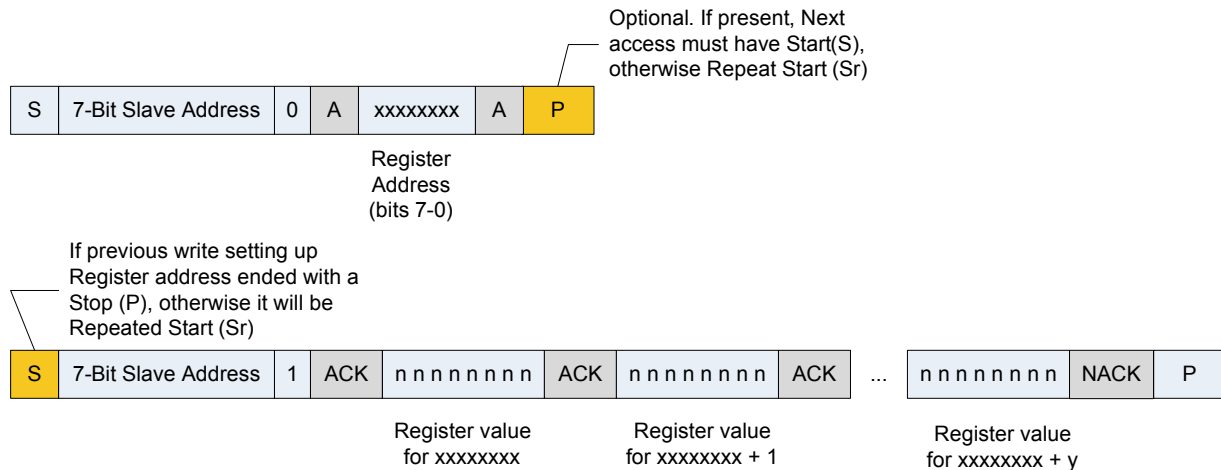 Optional. If present, Next
access must have Start(S),
otherwise Repeat Start (Sr)
S 7-Bit Slave Address 0 A xxxxxxxx A P
Register
Address
(bits 7-0)
If previous write setting up
Register address ended with a
Stop (P), otherwise it will be
Repeated Start (Sr)
S 7-Bit Slave Address 1 ACK n n n n n n n n ACK n n n n n n n n ACK ... n n n n n n n n NACK P
Register value
for xxxxxxxx
Register value
for xxxxxxxx + 1
Register value
for xxxxxxxx + y